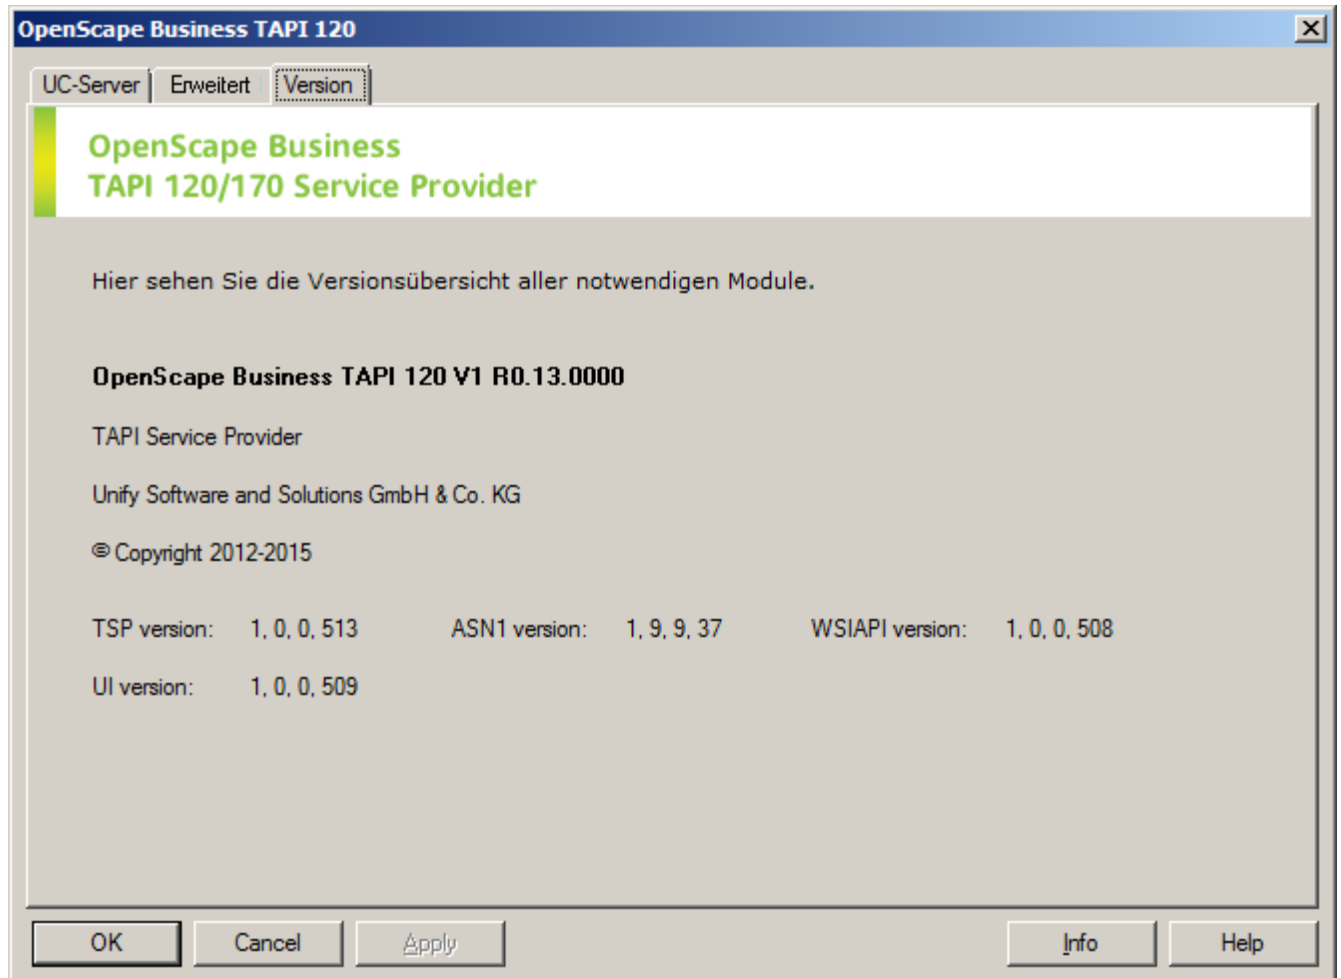 OpenScape Business TAPI 120
UC-Server Erweitert Version
OpenScape Business
TAPI 120/170 Service Provider
Hier sehen Sie die Versionsübersicht aller notwendigen Module.
OpenScape Business TAPI 120 V1 R0.13.0000
TAPI Service Provider
Unify Software and Solutions GmbH & Co. KG
© Copyright 2012-2015
TSP version: 1, 0, 0, 513 ASN1 version: 1, 9, 9, 37 WSIAPI version: 1, 0, 0, 508
UI version: 1, 0, 0, 509
OK Cancel Apply Info Help